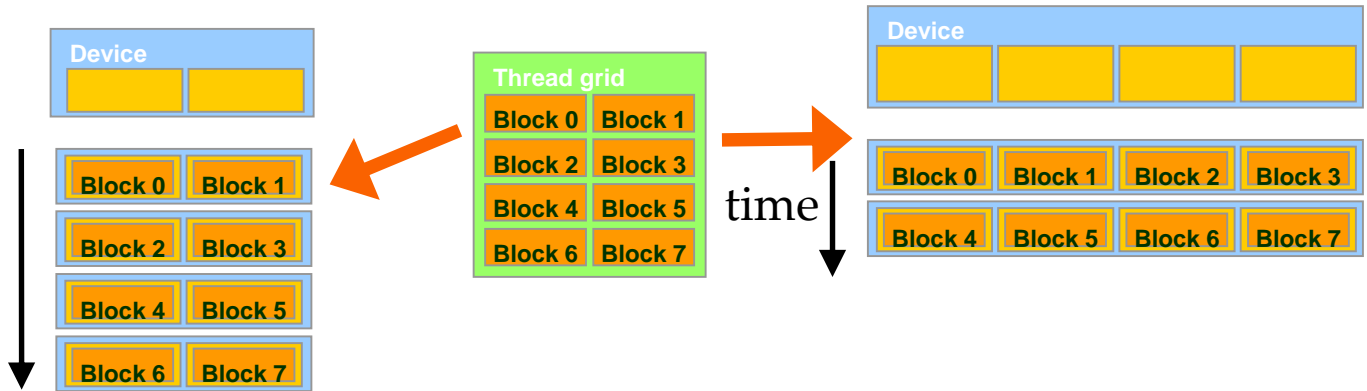 Device
Block 0 Block 1
Block 2 Block 3
Block 4 Block 5
Block 6 Block 7
Thread grid
Block 0 Block 1
Block 2 Block 3
Block 4 Block 5
Block 6 Block 7
time
Device
Block 0 Block 1 Block 2 Block 3
Block 4 Block 5 Block 6 Block 7